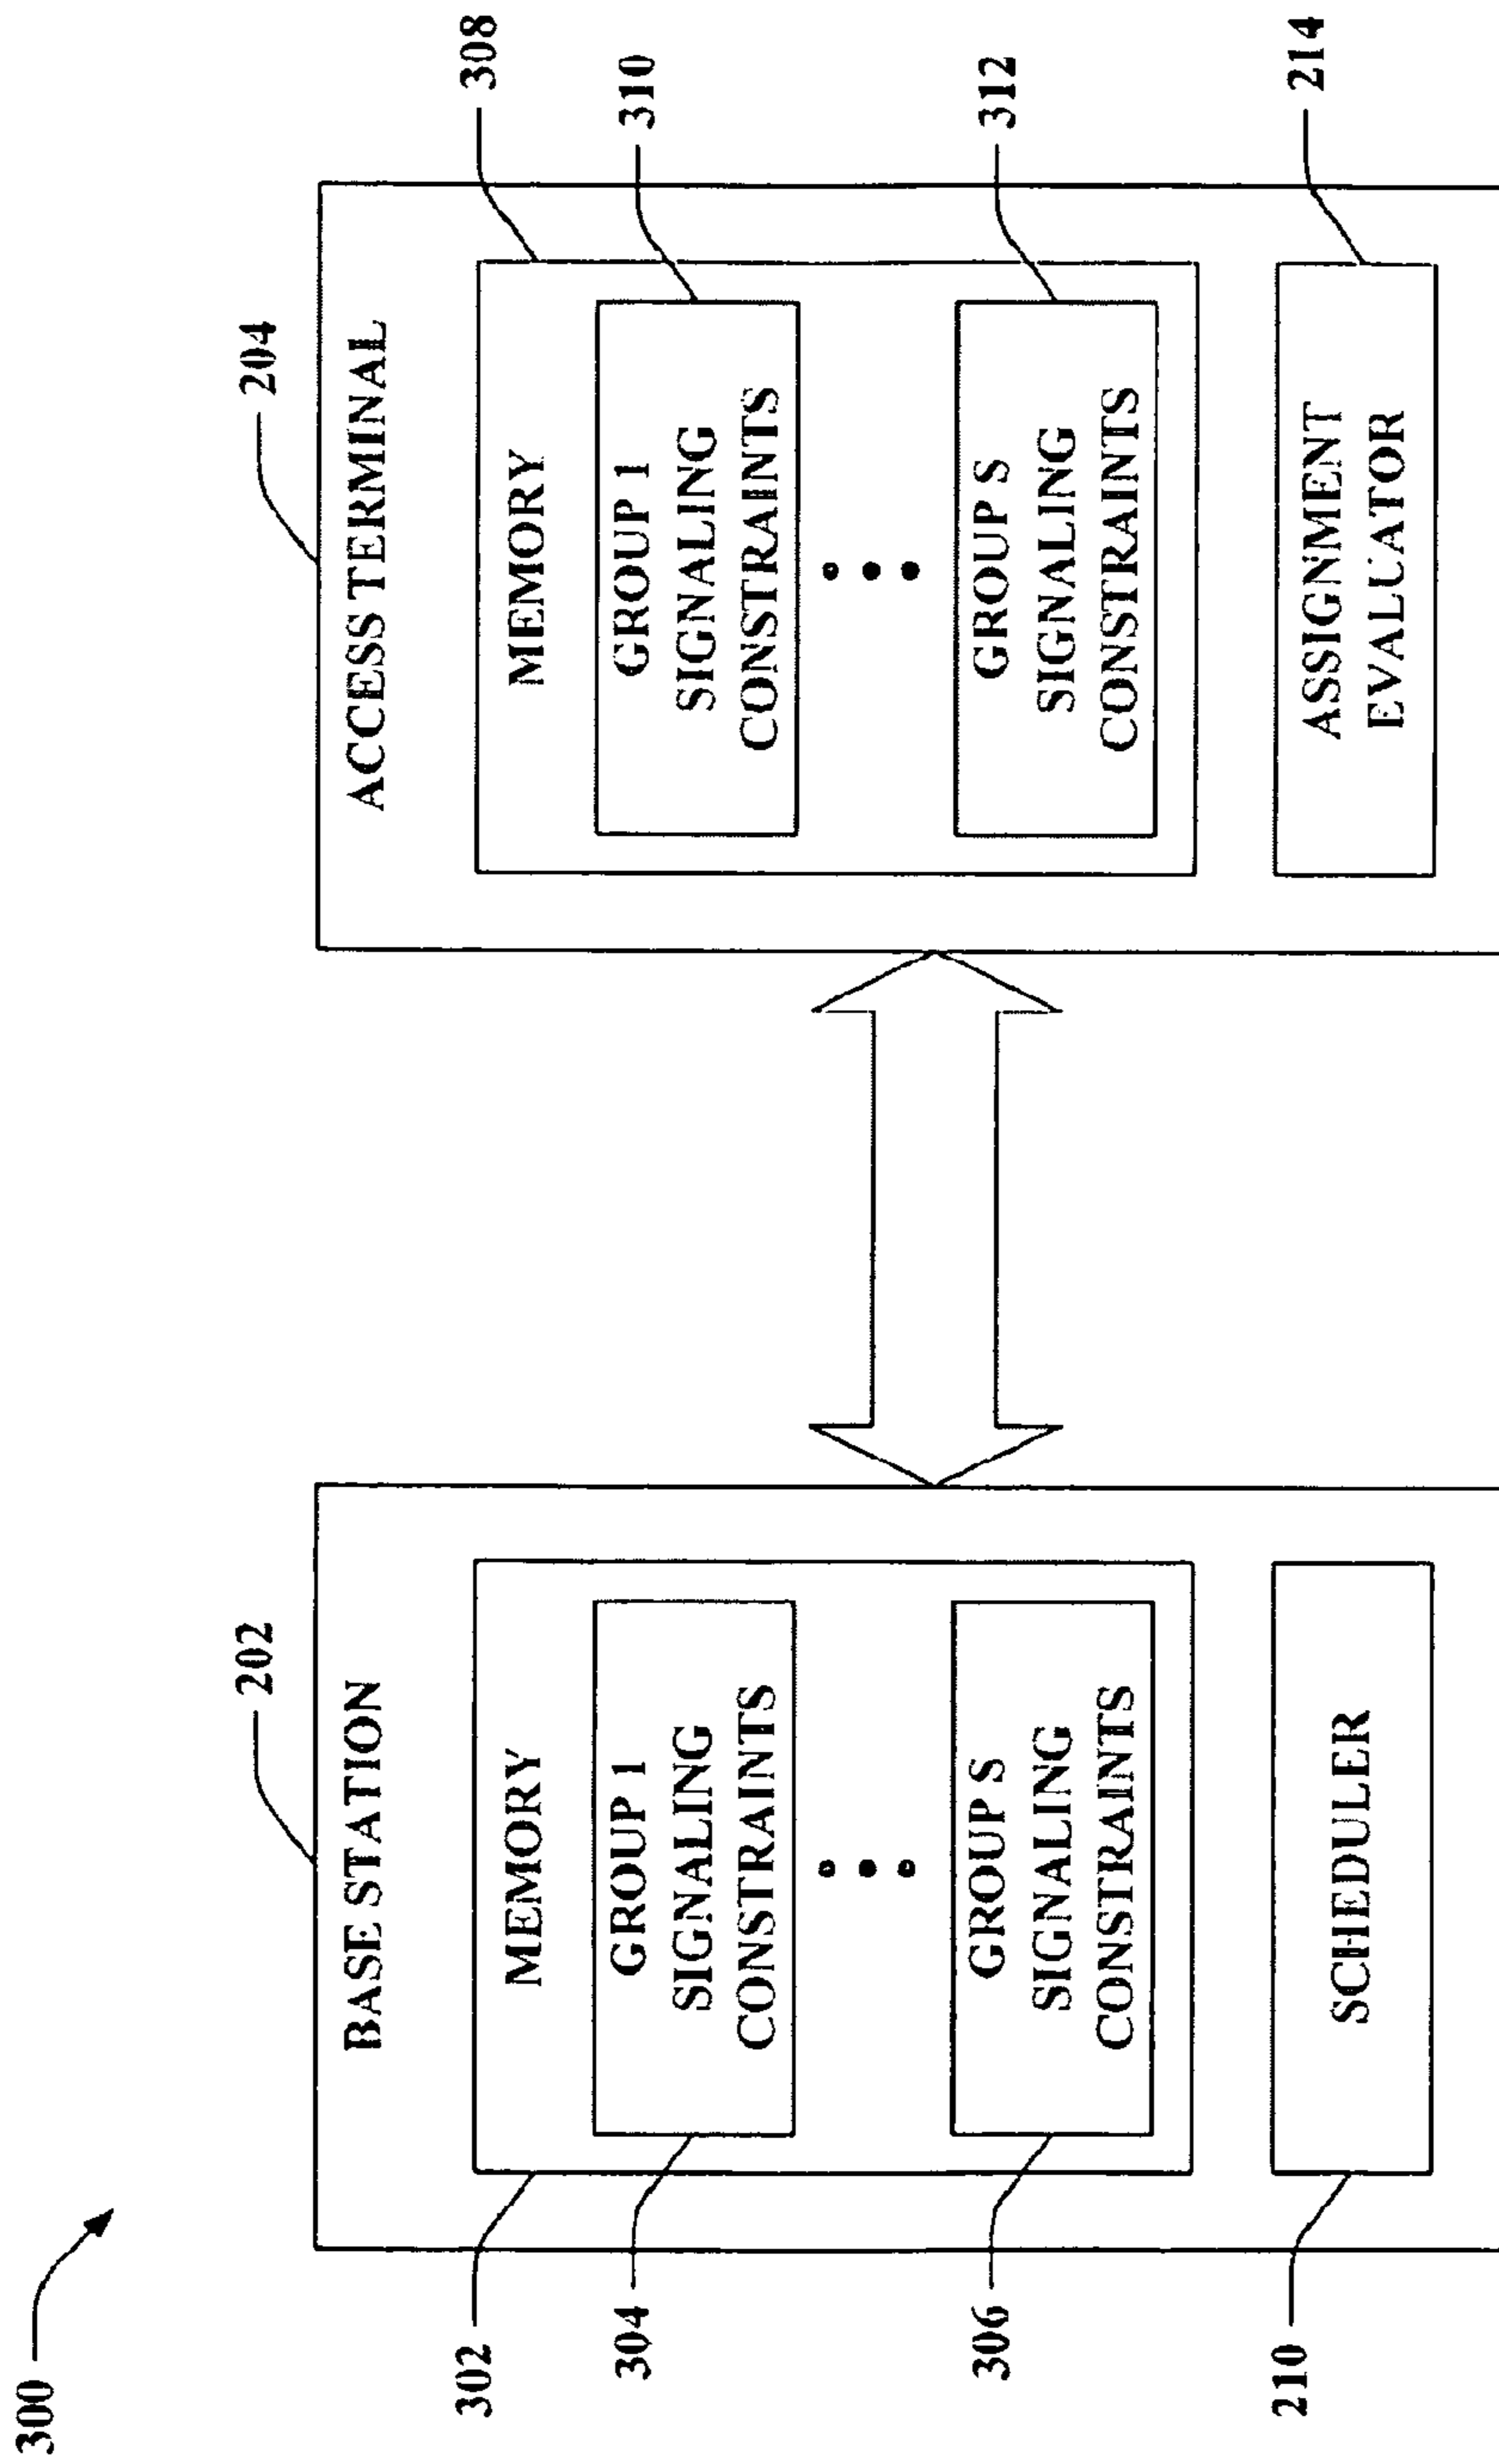 300
202
BASE STATION
302
MEMORY
304
GROUP 1
SIGNALING
CONSTRAINTS
306
GROUP S
SIGNALING
CONSTRAINTS
210
SCHEDULER
204
ACCESS TERMINAL
308
MEMORY
310
GROUP 1
SIGNALING
CONSTRAINTS
312
GROUP S
SIGNALING
CONSTRAINTS
214
ASSIGNMENT
EVALUATOR